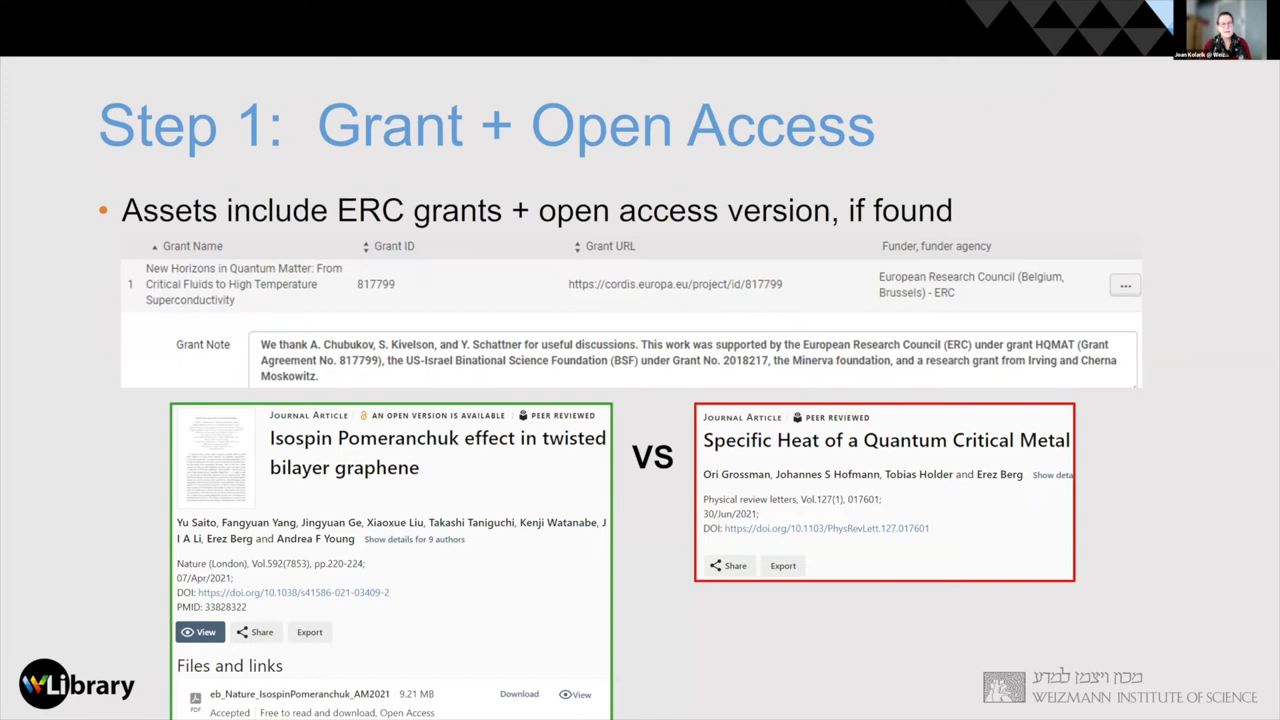 Joan Kolarik @ Weiz...
Step 1: Grant + Open Access
• Assets include ERC grants + open access version, if found
Grant Name Grant ID Grant URL Funder, funder agency
1 New Horizons in Quantum Matter: From Critical Fluids to High Temperature Superconductivity 817799 https://cordis.europa.eu/project/id/817799 European Research Council (Belgium, Brussels) - ERC ...
Grant Note
We thank A. Chubukov, S. Kivelson, and Y. Schattner for useful discussions. This work was supported by the European Research Council (ERC) under grant HQMAT (Grant
Agreement No. 817799), the US-Israel Binational Science Foundation (BSF) under Grant No. 2018217, the Minerva foundation, and a research grant from Irving and Cherna
Moskowitz.
JOURNAL ARTICLE AN OPEN VERSION IS AVAILABLE PEER REVIEWED
Isospin Pomeranchuk effect in twisted
bilayer graphene
Yu Saito, Fangyuan Yang, Jingyuan Ge, Xiaoxue Liu, Takashi Taniguchi, Kenji Watanabe, J
I A Li, Erez Berg and Andrea F Young Show details for 9 authors
Nature (London), Vol.592(7853), pp.220-224;
07/Apr/2021;
DOI: https://doi.org/10.1038/s41586-021-03409-2
PMID: 33828322
View Share Export
Files and links
PDF eb_Nature_IsospinPomeranchuk_AM2021 9.21 MB Download View
Accepted Free to read and download, Open Access
VS
JOURNAL ARTICLE PEER REVIEWED
Specific Heat of a Quantum Critical Metal
Ori Grossman, Johannes S Hofmann, Tobias Holder and Erez Berg Show deta
Physical review letters, Vol.127(1), 017601;
30/Jun/2021;
DOI: https://doi.org/10.1103/PhysRevLett.127.017601
Share Export
WLibrary
מכון ויצמן למדע
WEIZMANN INSTITUTE OF SCIENCE